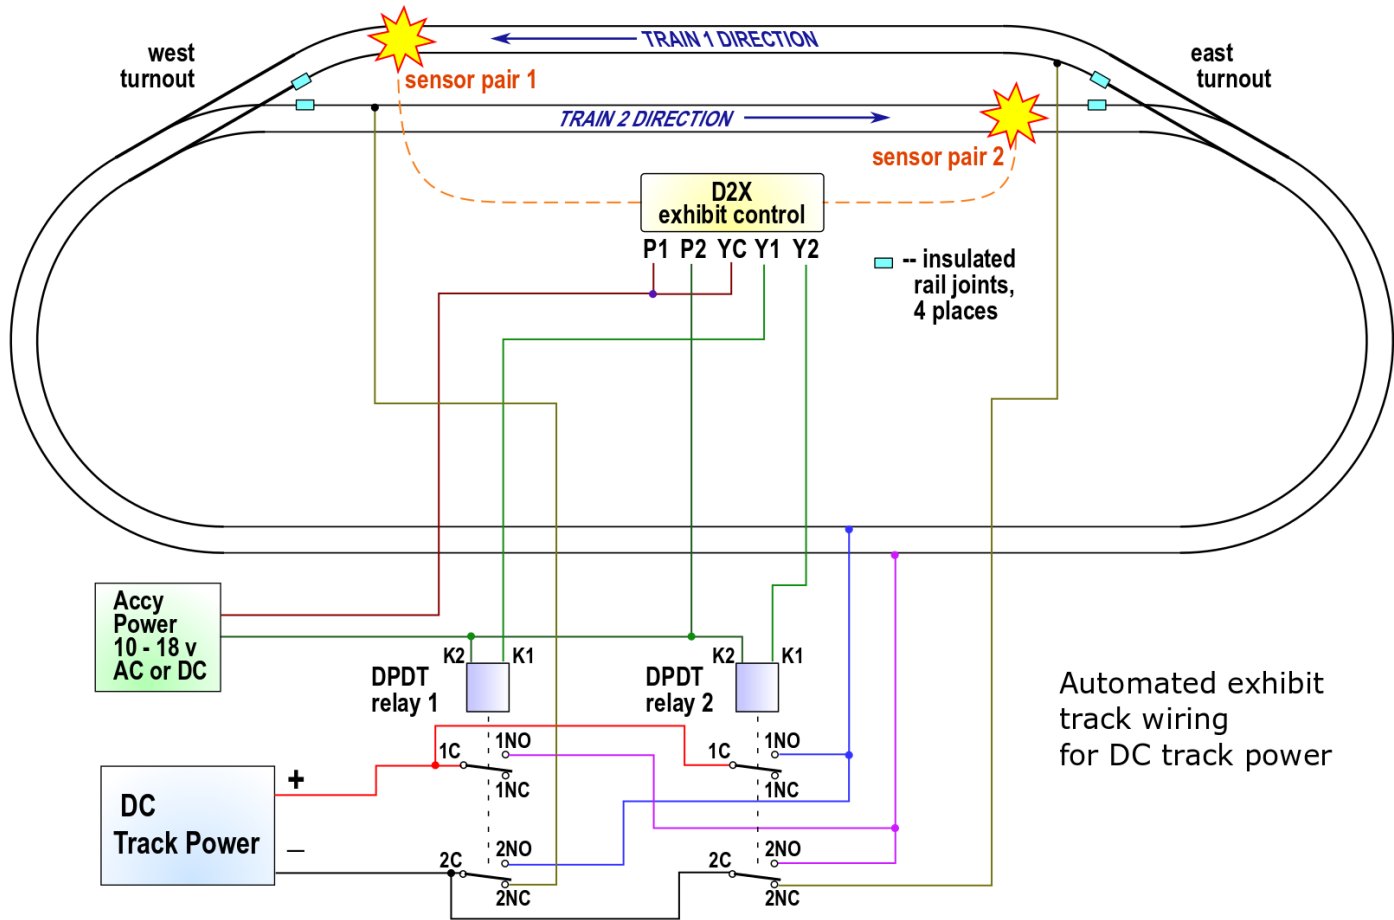 TRAIN 1 DIRECTION
west
turnout
east
turnout
sensor pair 1
TRAIN 2 DIRECTION
sensor pair 2
D2X
exhibit control
P1 P2 YC Y1 Y2
-- insulated
rail joints,
4 places
Accy
Power
10 - 18 v
AC or DC
K2 K1
DPDT
relay 1
K2 K1
DPDT
relay 2
Automated exhibit
track wiring
for DC track power
1C 1NO
1NC
1C 1NO
1NC
DC
Track Power
+
–
2C 2NO
2NC
2C 2NO
2NC